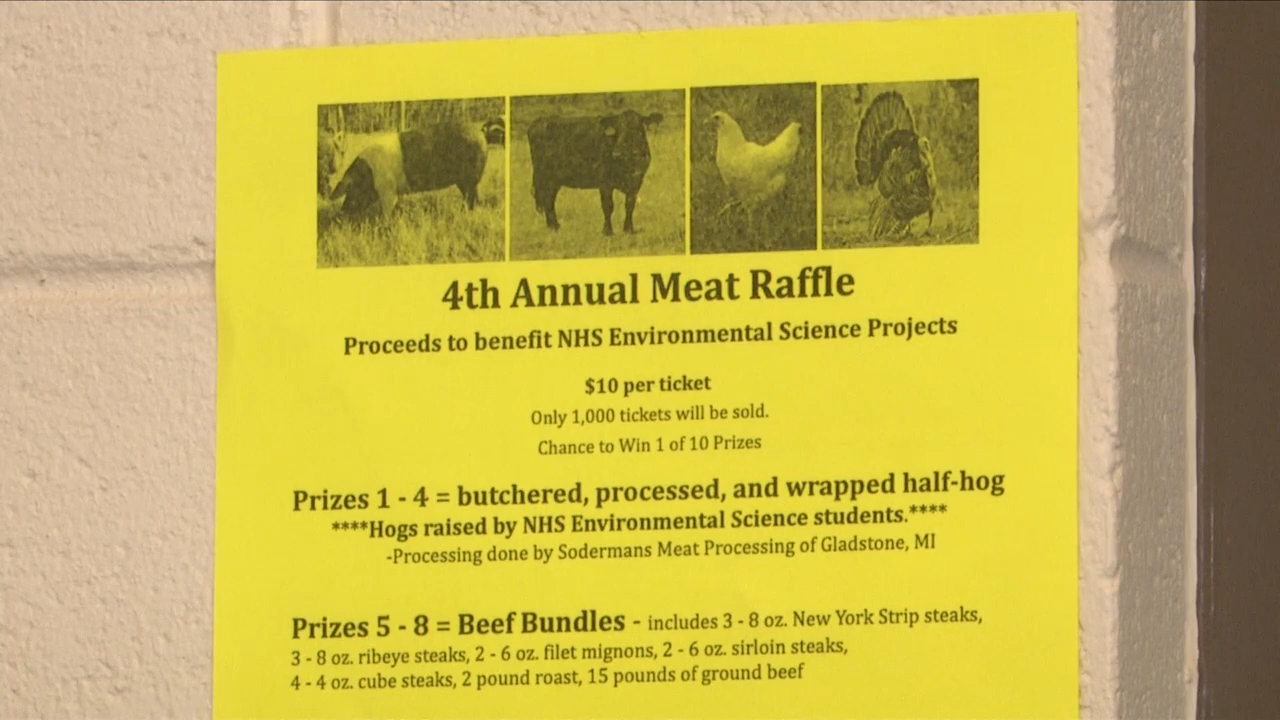 4th Annual Meat Raffle
Proceeds to benefit NHS Environmental Science Projects
$10 per ticket
Only 1,000 tickets will be sold.
Chance to Win 1 of 10 Prizes
Prizes 1 - 4 = butchered, processed, and wrapped half-hog
****Hogs raised by NHS Environmental Science students.****
-Processing done by Sodermans Meat Processing of Gladstone, MI
Prizes 5 - 8 = Beef Bundles - includes 3 - 8 oz. New York Strip steaks,
3 - 8 oz. ribeye steaks, 2 - 6 oz. filet mignons, 2 - 6 oz. sirloin steaks,
4 - 4 oz. cube steaks, 2 pound roast, 15 pounds of ground beef